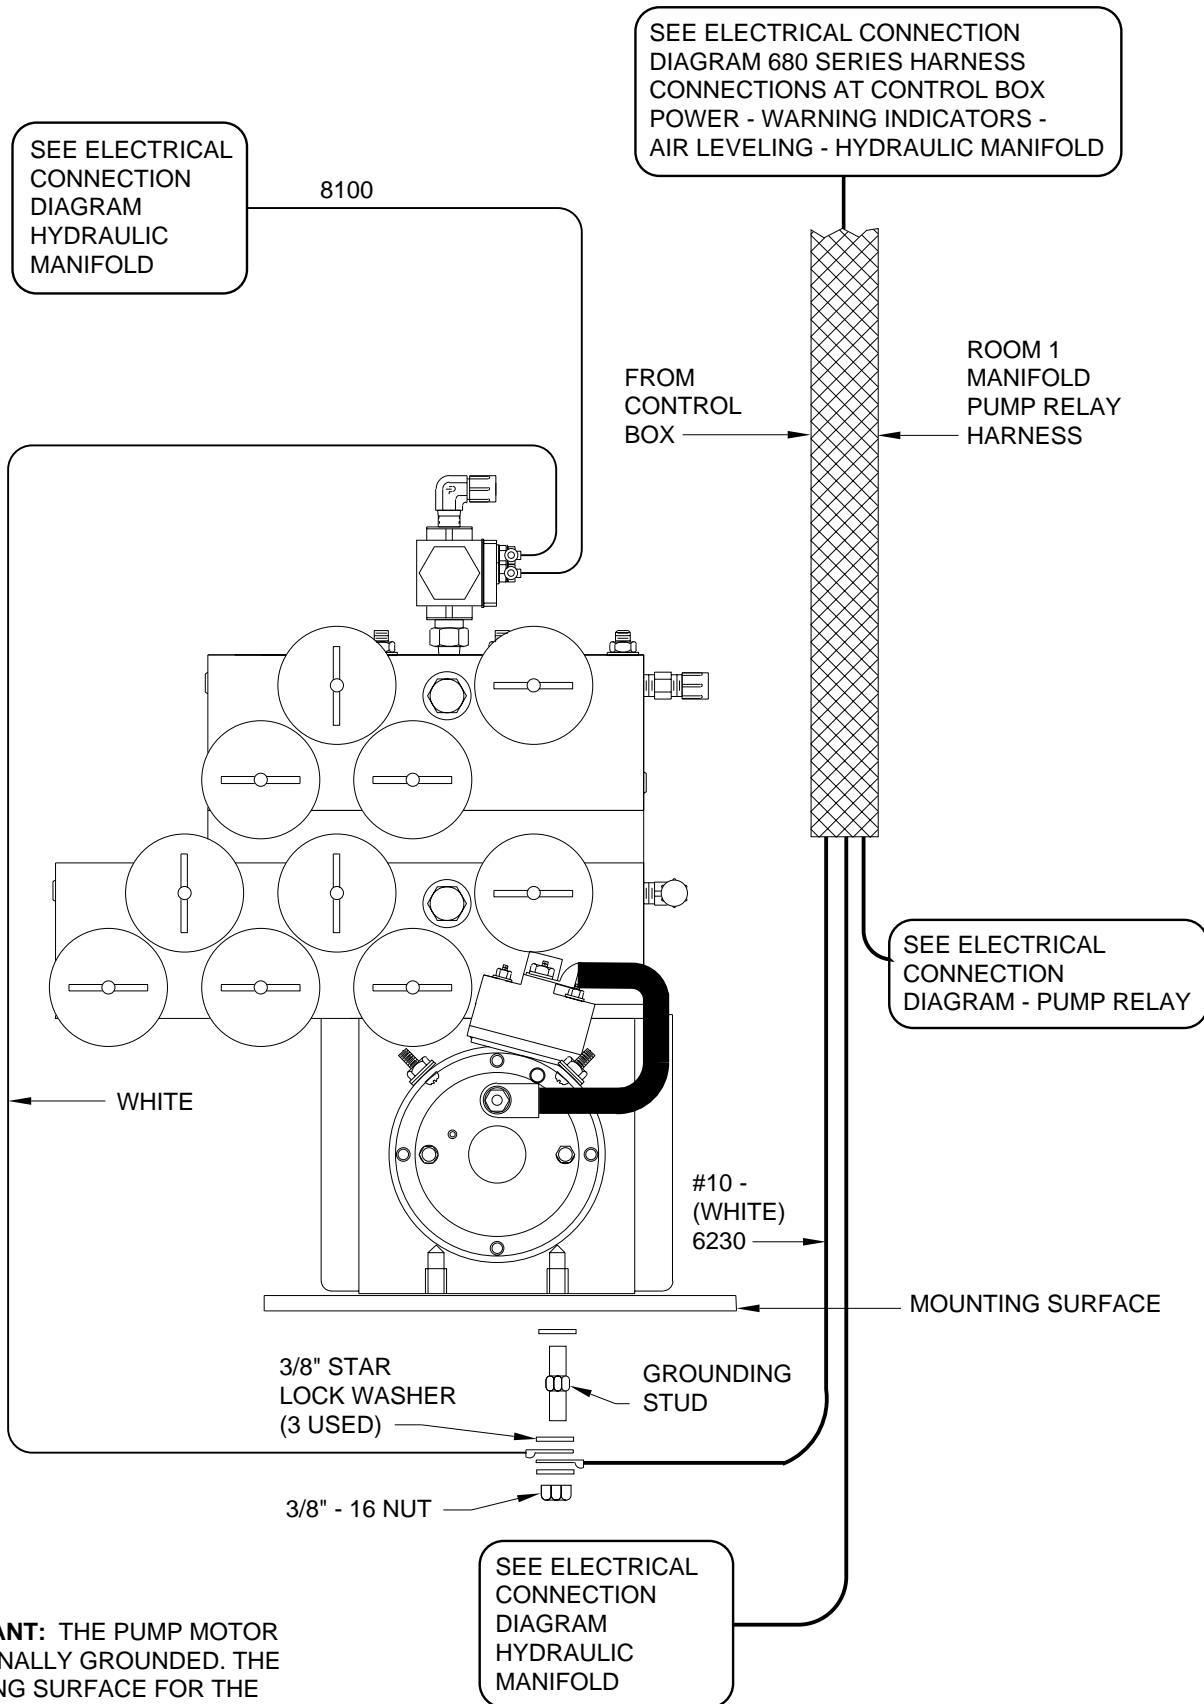 SEE ELECTRICAL CONNECTION
DIAGRAM 680 SERIES HARNESS
CONNECTIONS AT CONTROL BOX
POWER - WARNING INDICATORS -
AIR LEVELING - HYDRAULIC MANIFOLD
SEE ELECTRICAL
CONNECTION
DIAGRAM
HYDRAULIC
MANIFOLD
8100
FROM
CONTROL
BOX
ROOM 1
MANIFOLD
PUMP RELAY
HARNESS
SEE ELECTRICAL
CONNECTION
DIAGRAM - PUMP RELAY
WHITE
#10 -
(WHITE)
6230
MOUNTING SURFACE
3/8" STAR
LOCK WASHER
(3 USED)
GROUNDING
STUD
3/8" - 16 NUT
SEE ELECTRICAL
CONNECTION
DIAGRAM
HYDRAULIC
MANIFOLD
ANT: THE PUMP MOTOR
NALLY GROUNDED. THE
NG SURFACE FOR THE